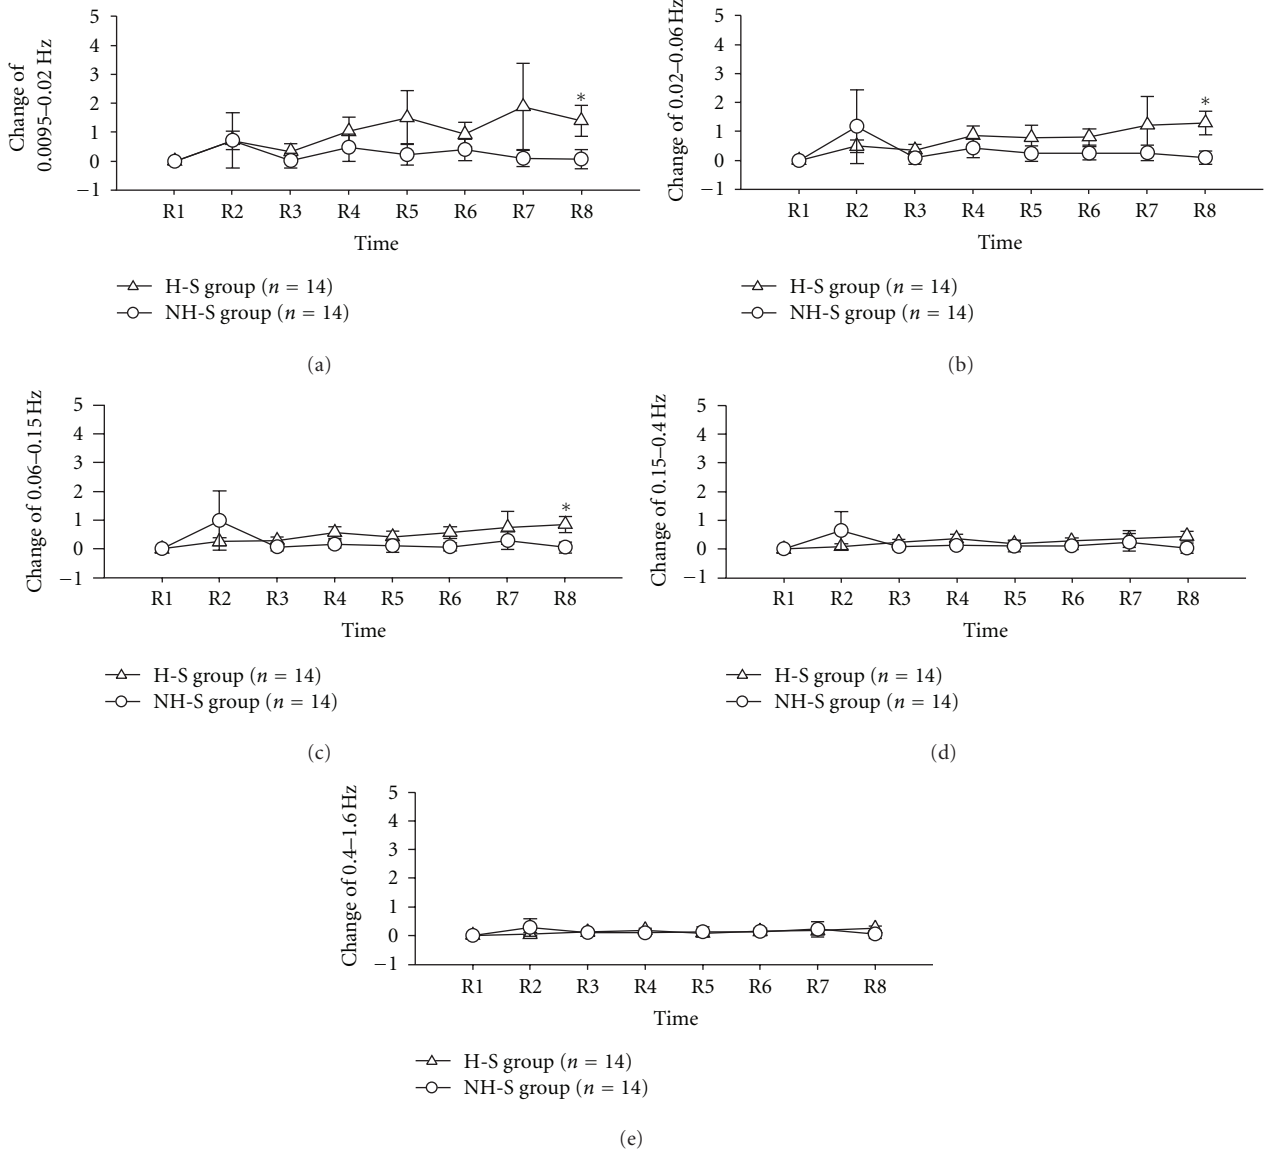 Change of
0.0095–0.02 Hz
5
4
3
2
1
0
−1
*
R1 R2 R3 R4 R5 R6 R7 R8
Time
H-S group (n = 14)
NH-S group (n = 14)
(a)
Change of 0.02–0.06 Hz
5
4
3
2
1
0
−1
*
R1 R2 R3 R4 R5 R6 R7 R8
Time
H-S group (n = 14)
NH-S group (n = 14)
(b)
Change of 0.06–0.15 Hz
5
4
3
2
1
0
−1
*
R1 R2 R3 R4 R5 R6 R7 R8
Time
H-S group (n = 14)
NH-S group (n = 14)
(c)
Change of 0.15–0.4 Hz
5
4
3
2
1
0
−1
R1 R2 R3 R4 R5 R6 R7 R8
Time
H-S group (n = 14)
NH-S group (n = 14)
(d)
Change of 0.4–1.6 Hz
5
4
3
2
1
0
−1
R1 R2 R3 R4 R5 R6 R7 R8
Time
H-S group (n = 14)
NH-S group (n = 14)
(e)